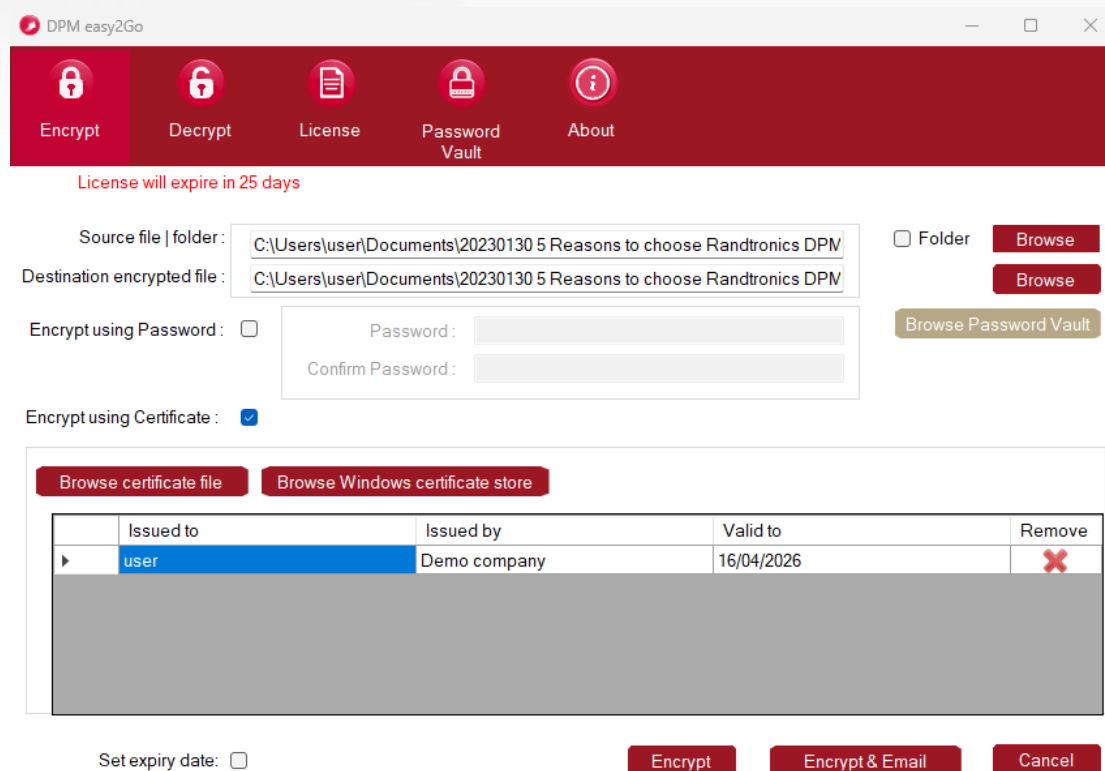 DPM easy2Go
Encrypt
Decrypt
License
Password
Vault
About
License will expire in 25 days
Source file | folder :
C:\Users\user\Documents\20230130 5 Reasons to choose Randtronics DPM
Folder
Browse
Destination encrypted file :
C:\Users\user\Documents\20230130 5 Reasons to choose Randtronics DPM
Browse
Encrypt using Password :
Password :
Browse Password Vault
Confirm Password :
Encrypt using Certificate :
Browse certificate file
Browse Windows certificate store
Issued to
Issued by
Valid to
Remove
user
Demo company
16/04/2026
Set expiry date:
Encrypt
Encrypt & Email
Cancel